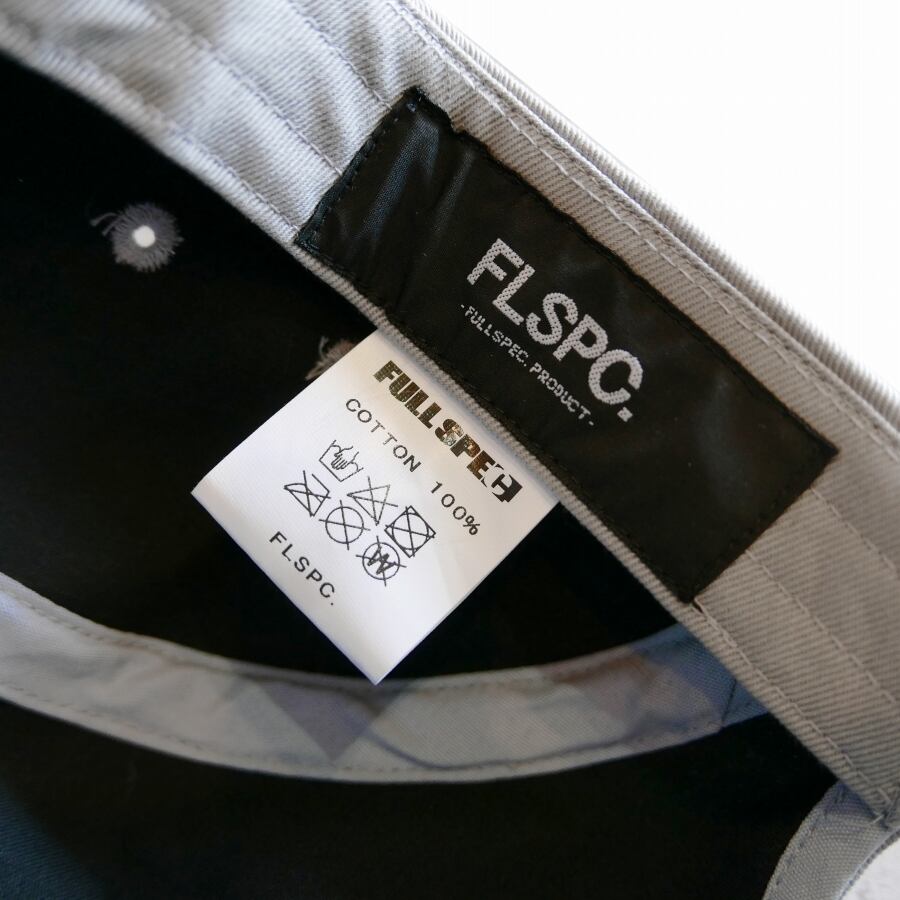 FLSPC.
-FULLSPEC. PRODUCT-
FULLSPEC
COTTON 100%
FLSPC.